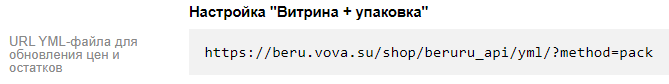 Настройка "Витрина + упаковка"
URL YML-файла для
обновления цен и
остатков
https://beru.vova.su/shop/beruru_api/yml/?method=pack